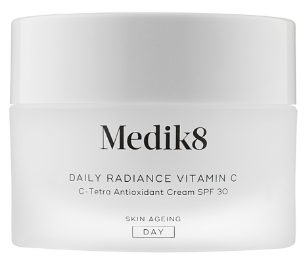 Medik8
DAILY RADIANCE VITAMIN C
C-Tetra Antioxidant Cream SPF 30
SKIN AGEING
DAY